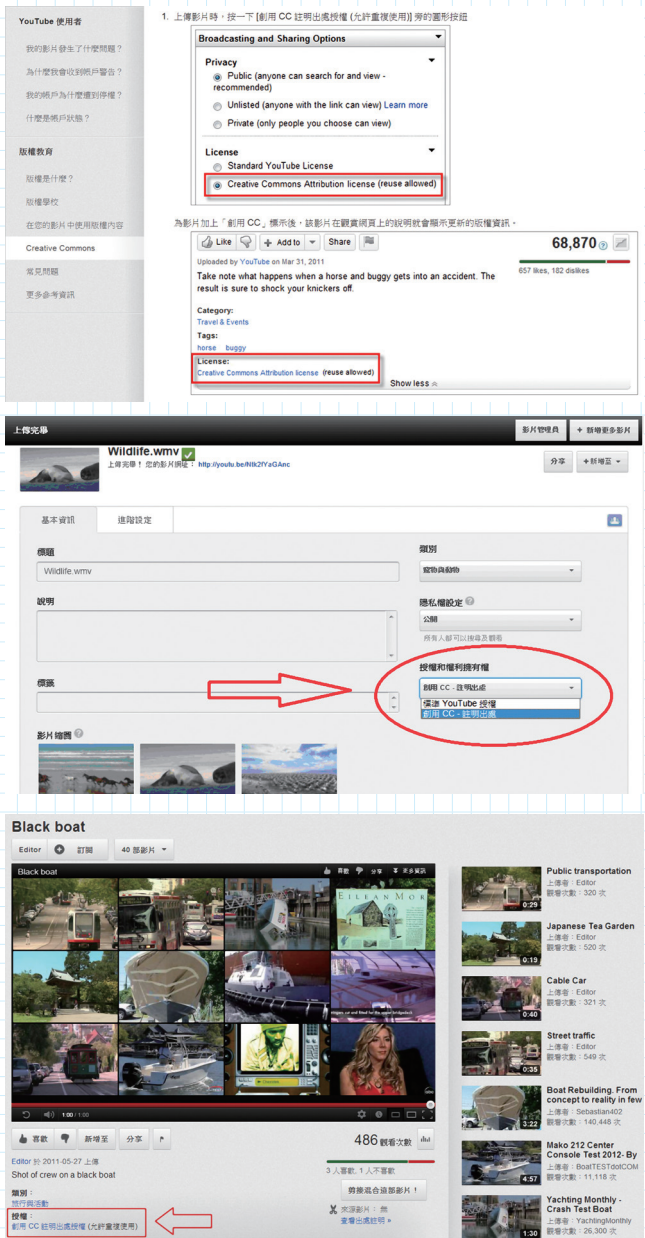 YouTube 使用者
我的影片發生了什麼問題？
為什麼我會收到帳戶警告？
我的帳戶為什麼遭到停權？
什麼是帳戶狀態？
版權教育
版權是什麼？
版權學校
在您的影片中使用版權內容
Creative Commons
常見問題
更多參考資訊
1. 上傳影片時，按一下 [創用 CC 註明出處授權 (允許重複使用)] 旁的圓形按鈕
Broadcasting and Sharing Options
Privacy
Public (anyone can search for and view -
recommended)
Unlisted (anyone with the link can view) Learn more
Private (only people you choose can view)
License
Standard YouTube License
Creative Commons Attribution license (reuse allowed)
為影片加上「創用 CC」標示後，該影片在觀賞網頁上的說明就會顯示更新的版權資訊。
Like
+ Add to
Share
68,870
Uploaded by YouTube on Mar 31, 2011
657 likes, 182 dislikes
Take note what happens when a horse and buggy gets into an accident. The
result is sure to shock your knickers off.
Category:
Travel & Events
Tags:
horse buggy
License:
Creative Commons Attribution license (reuse allowed)
Show less
上傳完畢
影片管理員
+ 新增更多影片
Wildlife.wmv
上傳完畢！ 您的影片網址： http://youtu.be/Ntk2fYaGAnc
分享
+新增至
基本資訊
進階設定
標題
Wildlife.wmv
說明
標籤
影片縮圖
類別
寵物與動物
隱私權設定
公開
所有人都可以搜尋及觀看
授權和權利擁有權
創用 CC - 註明出處
標準 YouTube 授權
創用 CC - 註明出處
Black boat
Editor
訂閱
40 部影片
Black boat
喜歡
分享
更多資訊
EILEAN MOR
1:00 / 1:00
喜歡
新增至
分享
486 觀看次數
Editor 於 2011-05-27 上傳
Shot of crew on a black boat
3 人喜歡, 1 人不喜歡
類別：
旅行與活動
授權：
創用 CC 註明出處授權 (允許重複使用)
剪接混合這部影片！
來源影片： 無
查看出處註明 »
Public transportation
上傳者：Editor
觀看次數：320 次
0:29
Japanese Tea Garden
上傳者：Editor
觀看次數：520 次
0:19
Cable Car
上傳者：Editor
觀看次數：321 次
0:40
Street traffic
上傳者：Editor
觀看次數：549 次
0:35
Boat Rebuilding. From
concept to reality in few
上傳者：Sebastian402
觀看次數：140,448 次
3:22
Mako 212 Center
Console Test 2012- By
上傳者：BoatTESTdotCOM
觀看次數：11,118 次
4:57
Yachting Monthly -
Crash Test Boat
上傳者：YachtingMonthly
觀看次數：26,300 次
1:30